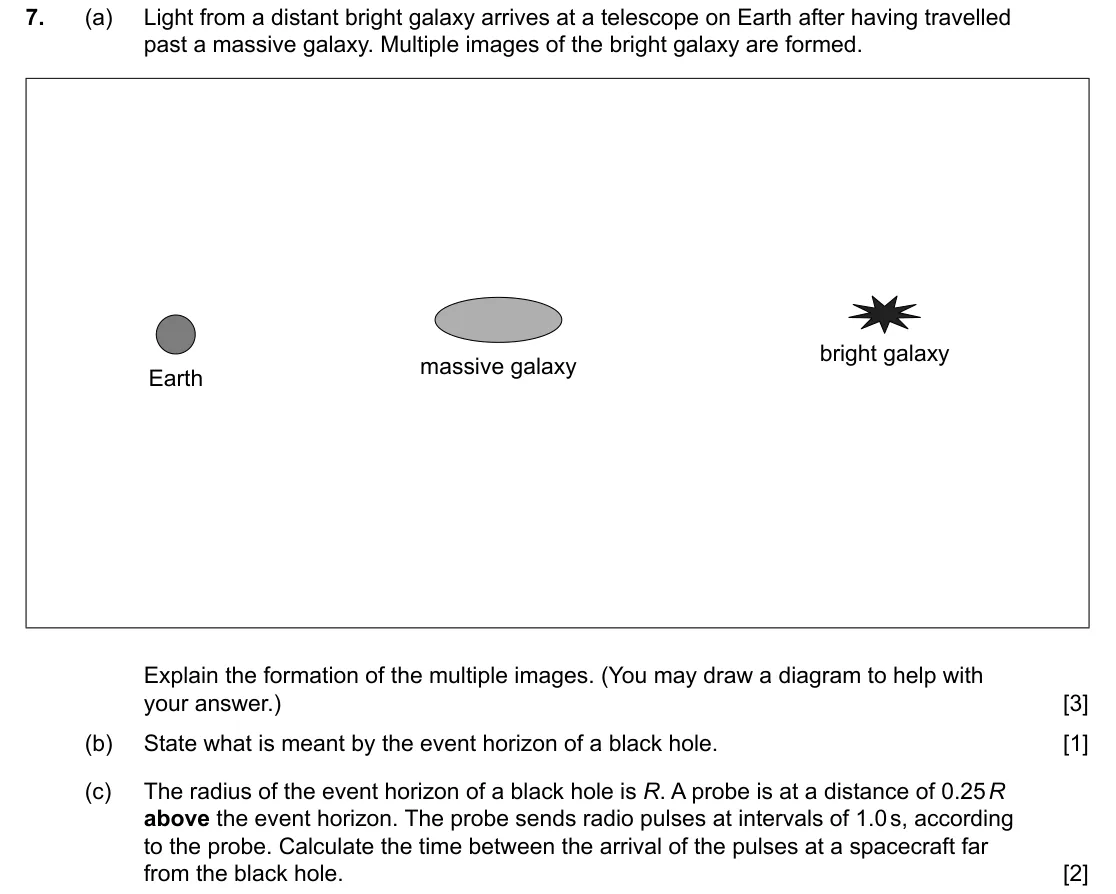 7. (a) Light from a distant bright galaxy arrives at a telescope on Earth after having travelled
past a massive galaxy. Multiple images of the bright galaxy are formed.
Earth
massive galaxy
bright galaxy
Explain the formation of the multiple images. (You may draw a diagram to help with
your answer.) [3]
(b) State what is meant by the event horizon of a black hole. [1]
(c) The radius of the event horizon of a black hole is R. A probe is at a distance of 0.25 R
above the event horizon. The probe sends radio pulses at intervals of 1.0 s, according
to the probe. Calculate the time between the arrival of the pulses at a spacecraft far
from the black hole. [2]